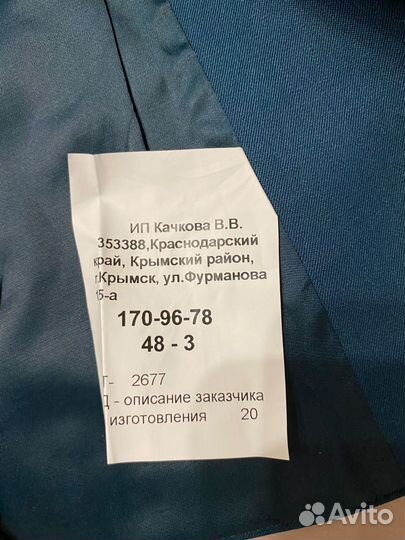 ИП Качкова В.В.
353388,Краснодарский
край, Крымский район,
г.Крымск, ул.Фурманова
15-а
170-96-78
48 - 3
Т- 2677
Д - описание заказчика
изготовления 20
Avito